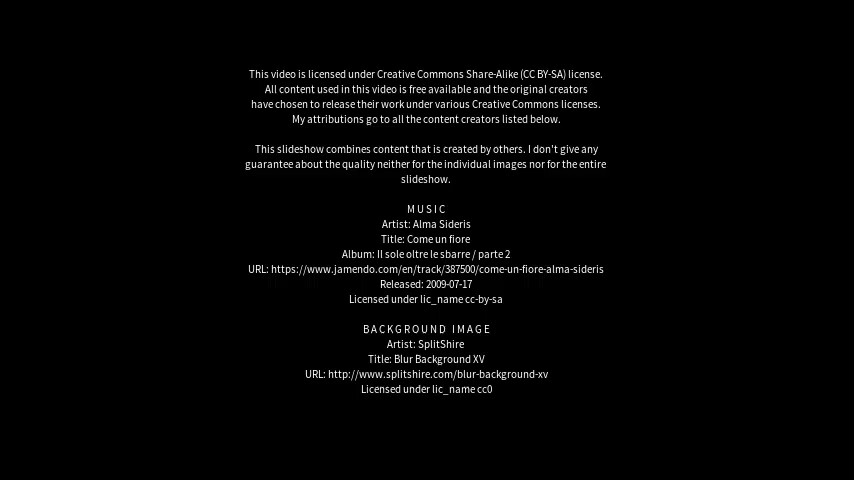 This video is licensed under Creative Commons Share-Alike (CC BY-SA) license.
All content used in this video is free available and the original creators
have chosen to release their work under various Creative Commons licenses.
My attributions go to all the content creators listed below.
This slideshow combines content that is created by others. I don't give any
guarantee about the quality neither for the individual images nor for the entire
slideshow.
MUSIC
Artist: Alma Sideris
Title: Come un fiore
Album: Il sole oltre le sbarre / parte 2
URL: https://www.jamendo.com/en/track/387500/come-un-fiore-alma-sideris
Released: 2009-07-17
Licensed under lic_name cc-by-sa
BACKGROUND IMAGE
Artist: SplitShire
Title: Blur Background XV
URL: http://www.splitshire.com/blur-background-xv
Licensed under lic_name cc0